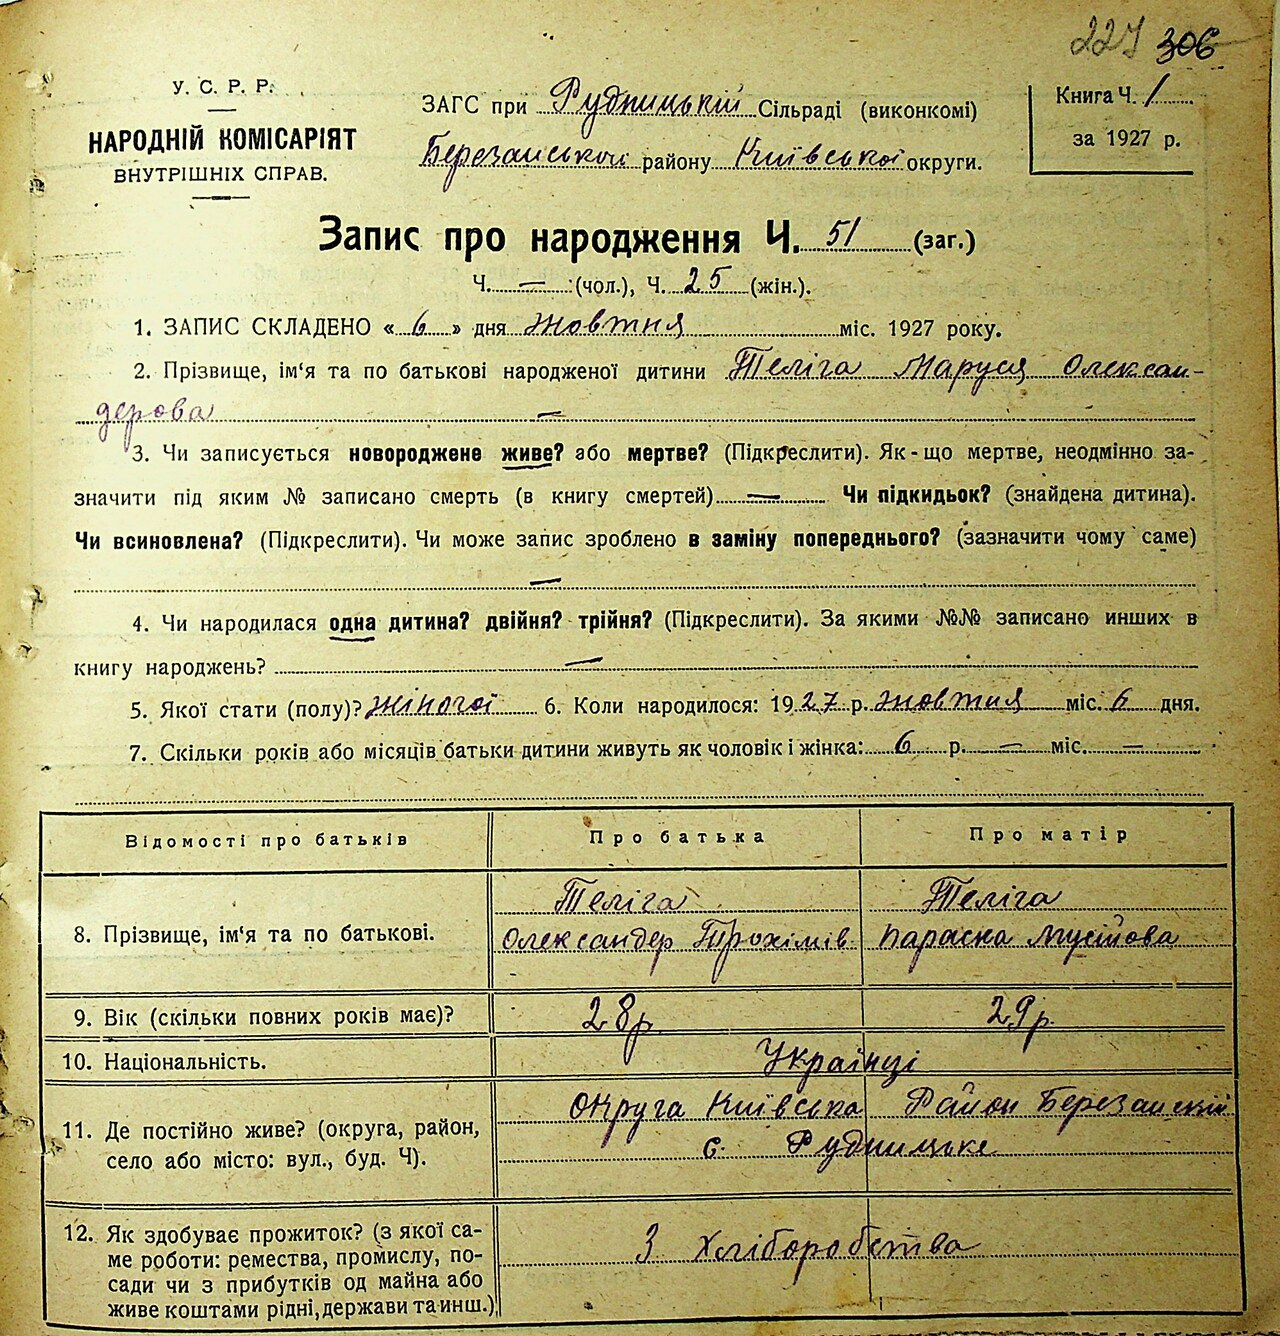 227 306
У. С. Р. Р.
НАРОДНІЙ КОМІСАРІЯТ
ВНУТРІШНІХ СПРАВ.
ЗАГС при Рудницькій Сільраді (виконкомі)
Березанської району Київської округи.
Книга Ч. 1
за 1927 р.
Запис про народження Ч. 51 (заг.)
Ч. — (чол.), Ч. 25 (жін.).
1. ЗАПИС СКЛАДЕНО « 6 » дня жовтня міс. 1927 року.
2. Прізвище, ім‘я та по батькові народженої дитини Теліга Маруся Олексан-
дерова —
3. Чи записується новороджене живе? або мертве? (Підкреслити). Як-що мертве, неодмінно за-
значити під яким № записано смерть (в книгу смертей) — Чи підкидьок? (знайдена дитина).
Чи всиновлена? (Підкреслити). Чи може запис зроблено в заміну попереднього? (зазначити чому саме)
—
4. Чи народилася одна дитина? двійня? трійня? (Підкреслити). За якими №№ записано инших в
книгу народжень? —
5. Якої стати (полу)? жіночої 6. Коли народилося: 1927 р. жовтня міс. 6 дня.
7. Скільки років або місяців батьки дитини живуть як чоловік і жінка: 6 р. — міс. —
Відомості про батьків Про батька Про матір
8. Прізвище, ім‘я та по батькові.
Теліга Теліга
Олександер Трохімів Параска Мусійова
9. Вік (скільки повних років має)? 28 р. 29 р.
10. Національність. Українці
11. Де постійно живе? (округа, район,
село або місто: вул., буд. Ч).
Округа Київська Район Березанський
с. Рудницьке
12. Як здобуває прожиток? (з якої са-
ме роботи: ремества, промислу, по-
сади чи з прибутків од майна або
живе коштами рідні, держави та инш.)
З Хліборобства